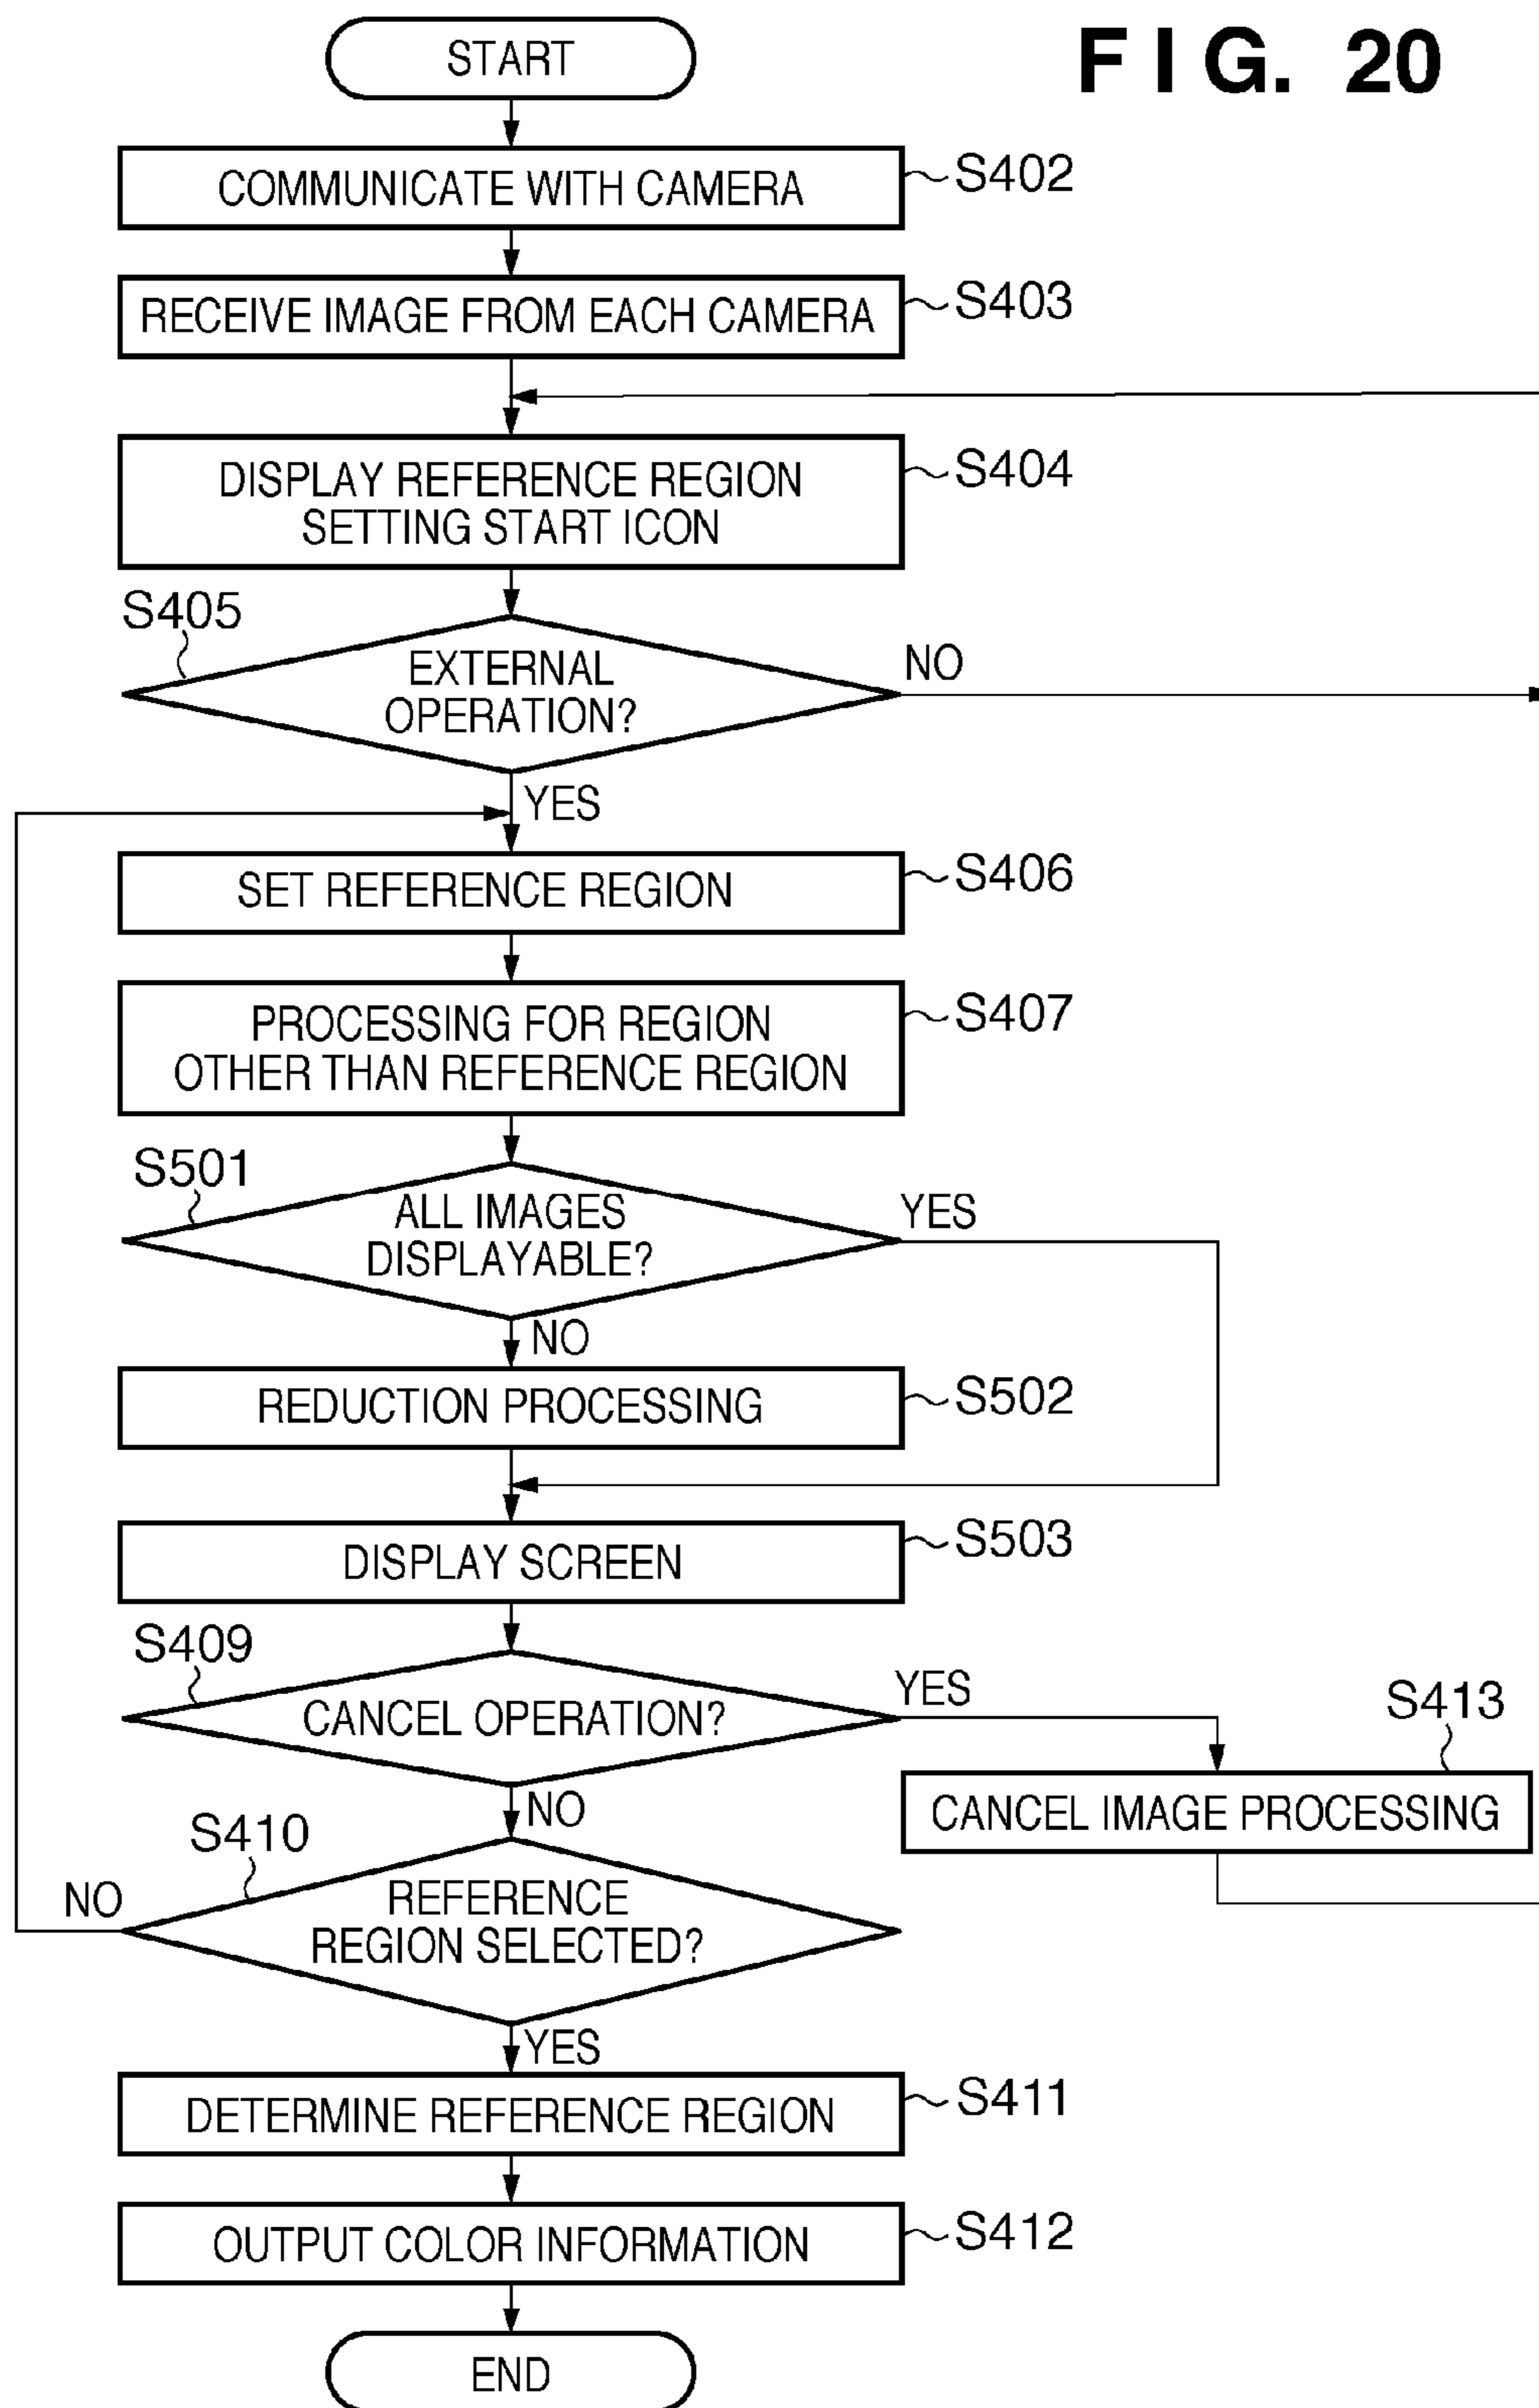 FIG. 20
START
COMMUNICATE WITH CAMERA
S402
RECEIVE IMAGE FROM EACH CAMERA
S403
DISPLAY REFERENCE REGION
SETTING START ICON
S404
S405
EXTERNAL
OPERATION?
NO
YES
SET REFERENCE REGION
S406
PROCESSING FOR REGION
OTHER THAN REFERENCE REGION
S407
S501
ALL IMAGES
DISPLAYABLE?
YES
NO
REDUCTION PROCESSING
S502
DISPLAY SCREEN
S503
S409
CANCEL OPERATION?
YES
NO
S413
CANCEL IMAGE PROCESSING
S410
REFERENCE
REGION SELECTED?
NO
YES
DETERMINE REFERENCE REGION
S411
OUTPUT COLOR INFORMATION
S412
END